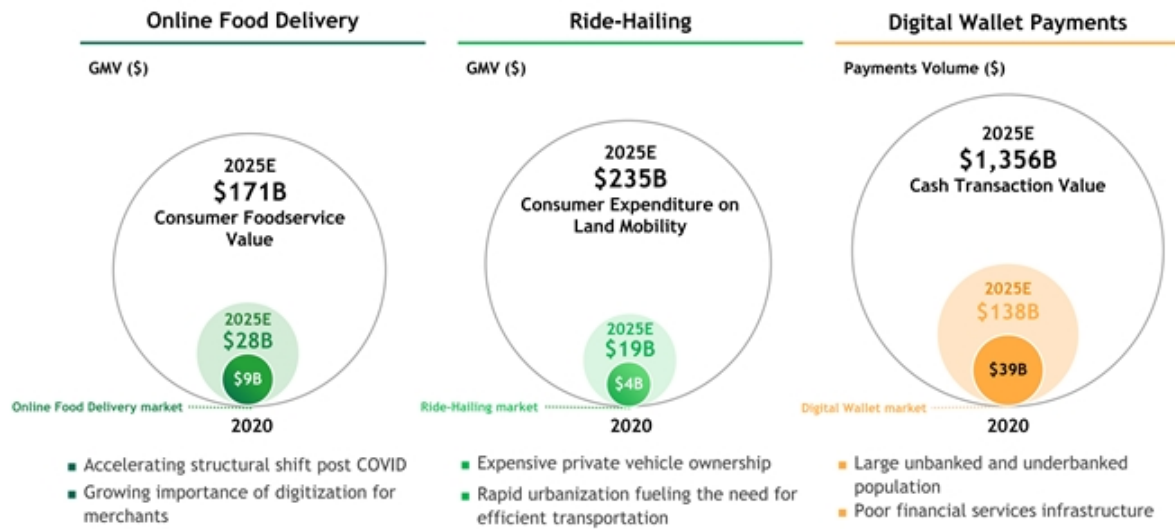 Online Food Delivery
GMV ($)
2025E
$171B
Consumer Foodservice
Value
2025E
$28B
$9B
Online Food Delivery market
2020
■ Accelerating structural shift post COVID
■ Growing importance of digitization for
merchants
Ride-Hailing
GMV ($)
2025E
$235B
Consumer Expenditure on
Land Mobility
2025E
$19B
$4B
Ride-Hailing market
2020
■ Expensive private vehicle ownership
■ Rapid urbanization fueling the need for
efficient transportation
Digital Wallet Payments
Payments Volume ($)
2025E
$1,356B
Cash Transaction Value
2025E
$138B
$39B
Digital Wallet market
2020
■ Large unbanked and underbanked
population
■ Poor financial services infrastructure